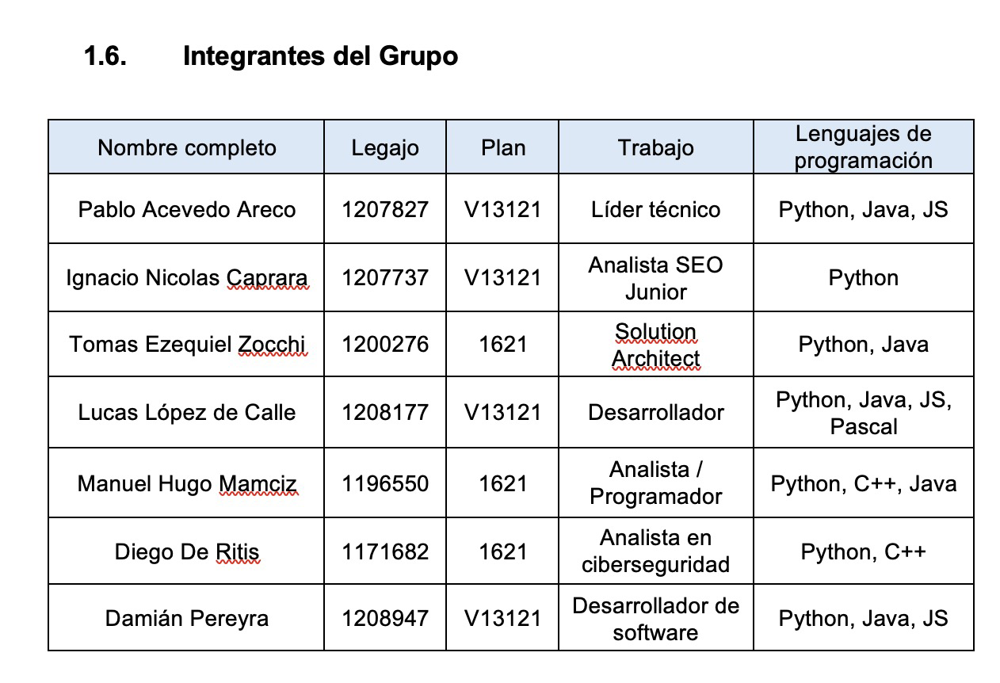 1.6. Integrantes del Grupo
Nombre completo Legajo Plan Trabajo Lenguajes de programación
Pablo Acevedo Areco 1207827 V13121 Líder técnico Python, Java, JS
Ignacio Nicolas Caprara 1207737 V13121 Analista SEO Junior Python
Tomas Ezequiel Zocchi 1200276 1621 Solution Architect Python, Java
Lucas López de Calle 1208177 V13121 Desarrollador Python, Java, JS, Pascal
Manuel Hugo Mamciz 1196550 1621 Analista / Programador Python, C++, Java
Diego De Ritis 1171682 1621 Analista en ciberseguridad Python, C++
Damián Pereyra 1208947 V13121 Desarrollador de software Python, Java, JS